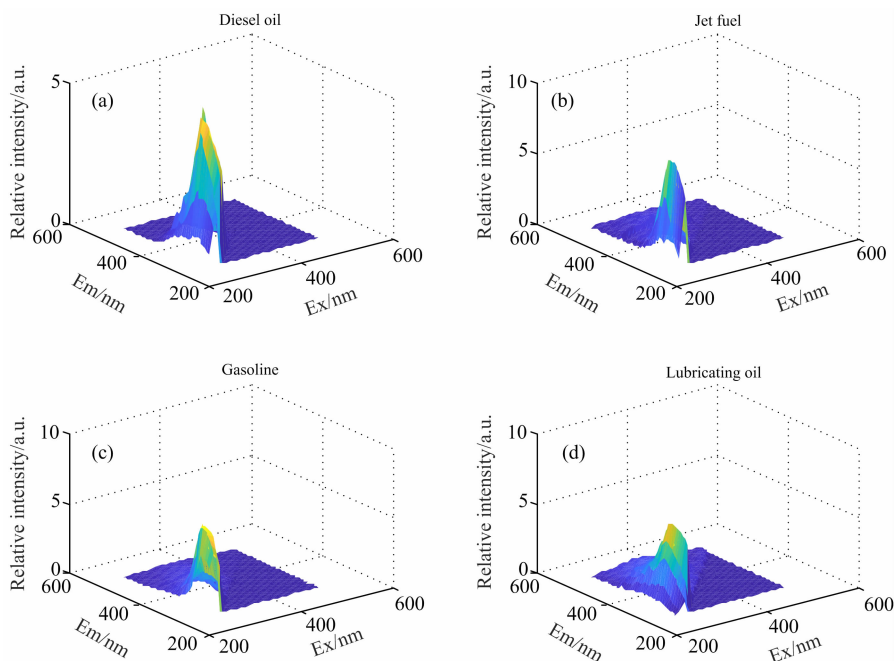 Diesel oil
Relative intensity/a.u.
5
0
(a)
600
400
200
Em/nm
200
400
600
Ex/nm
Jet fuel
Relative intensity/a.u.
10
5
0
(b)
600
400
200
Em/nm
200
400
600
Ex/nm
Gasoline
Relative intensity/a.u.
10
5
0
(c)
600
400
200
Em/nm
200
400
600
Ex/nm
Lubricating oil
Relative intensity/a.u.
10
5
0
(d)
600
400
200
Em/nm
200
400
600
Ex/nm